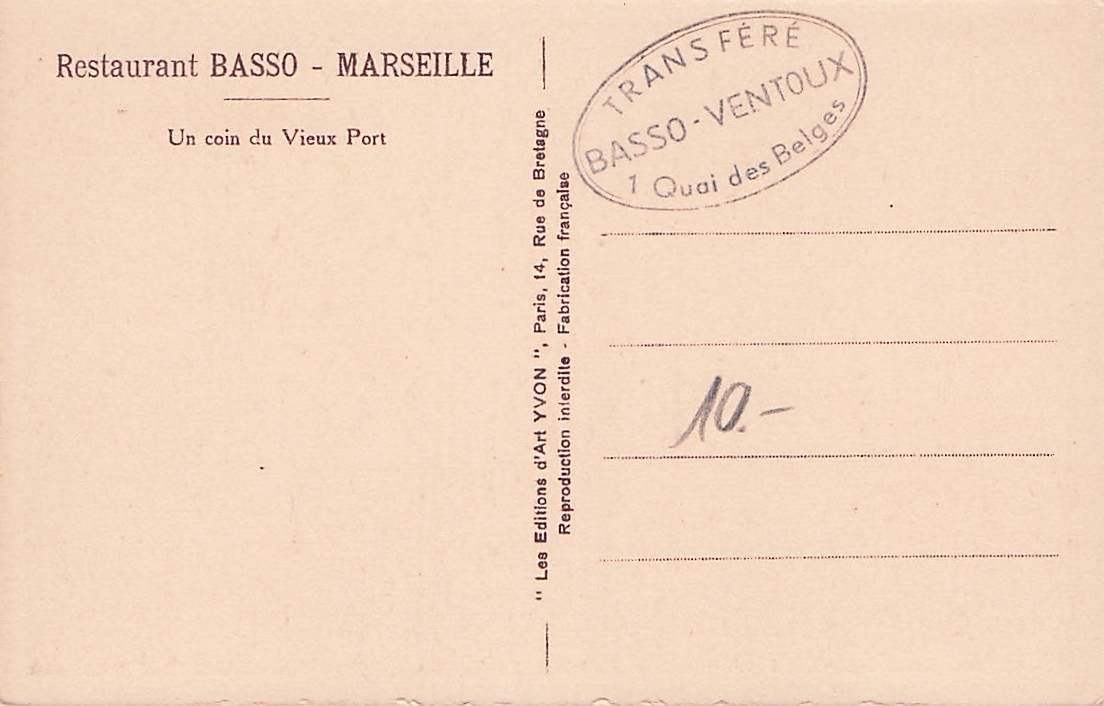 Restaurant BASSO - MARSEILLE
Un coin du Vieux Port
" Les Editions d'Art YVON ", Paris, 14, Rue de Bretagne
Reproduction interdite - Fabrication française
TRANSFÉRÉ
BASSO-VENTOUX
1 Quai des Belges
10.-